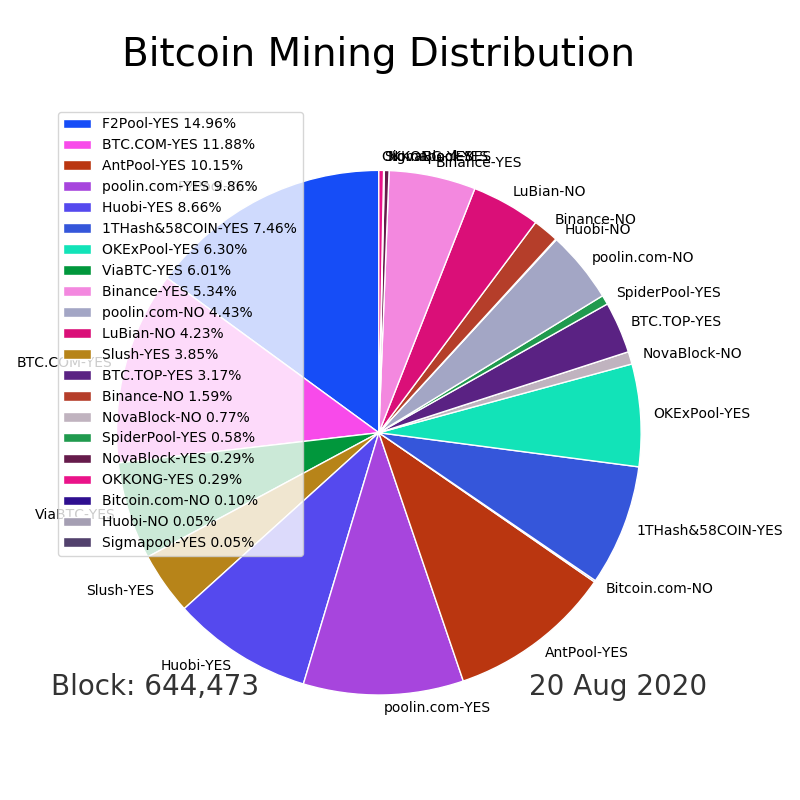 Bitcoin Mining Distribution
F2Pool-YES 14.96%
BTC.COM-YES 11.88%
AntPool-YES 10.15%
poolin.com-YES 9.86%
Huobi-YES 8.66%
1THash&58COIN-YES 7.46%
OKExPool-YES 6.30%
ViaBTC-YES 6.01%
Binance-YES 5.34%
poolin.com-NO 4.43%
LuBian-NO 4.23%
Slush-YES 3.85%
BTC.TOP-YES 3.17%
Binance-NO 1.59%
NovaBlock-NO 0.77%
SpiderPool-YES 0.58%
NovaBlock-YES 0.29%
OKKONG-YES 0.29%
Bitcoin.com-NO 0.10%
Huobi-NO 0.05%
Sigmapool-YES 0.05%
OKKONG-YES
Binance-YES
LuBian-NO
Binance-NO
Huobi-NO
poolin.com-NO
SpiderPool-YES
BTC.TOP-YES
NovaBlock-NO
OKExPool-YES
1THash&58COIN-YES
Bitcoin.com-NO
AntPool-YES
poolin.com-YES
Huobi-YES
Slush-YES
ViaBTC-YES
BTC.COM-YES
Block: 644,473
20 Aug 2020